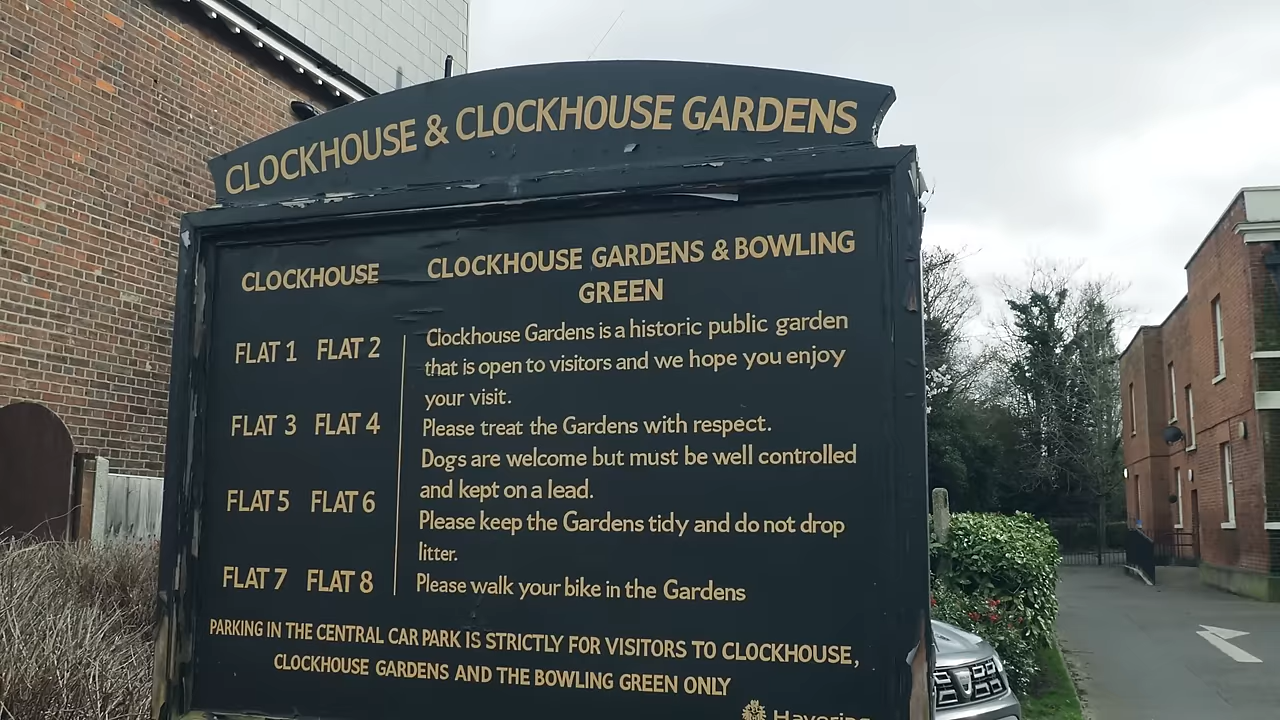 CLOCKHOUSE & CLOCKHOUSE GARDENS
CLOCKHOUSE
FLAT 1 FLAT 2
FLAT 3 FLAT 4
FLAT 5 FLAT 6
FLAT 7 FLAT 8
CLOCKHOUSE GARDENS & BOWLING
GREEN
Clockhouse Gardens is a historic public garden
that is open to visitors and we hope you enjoy
your visit.
Please treat the Gardens with respect.
Dogs are welcome but must be well controlled
and kept on a lead.
Please keep the Gardens tidy and do not drop
litter.
Please walk your bike in the Gardens
PARKING IN THE CENTRAL CAR PARK IS STRICTLY FOR VISITORS TO CLOCKHOUSE,
CLOCKHOUSE GARDENS AND THE BOWLING GREEN ONLY
Havering